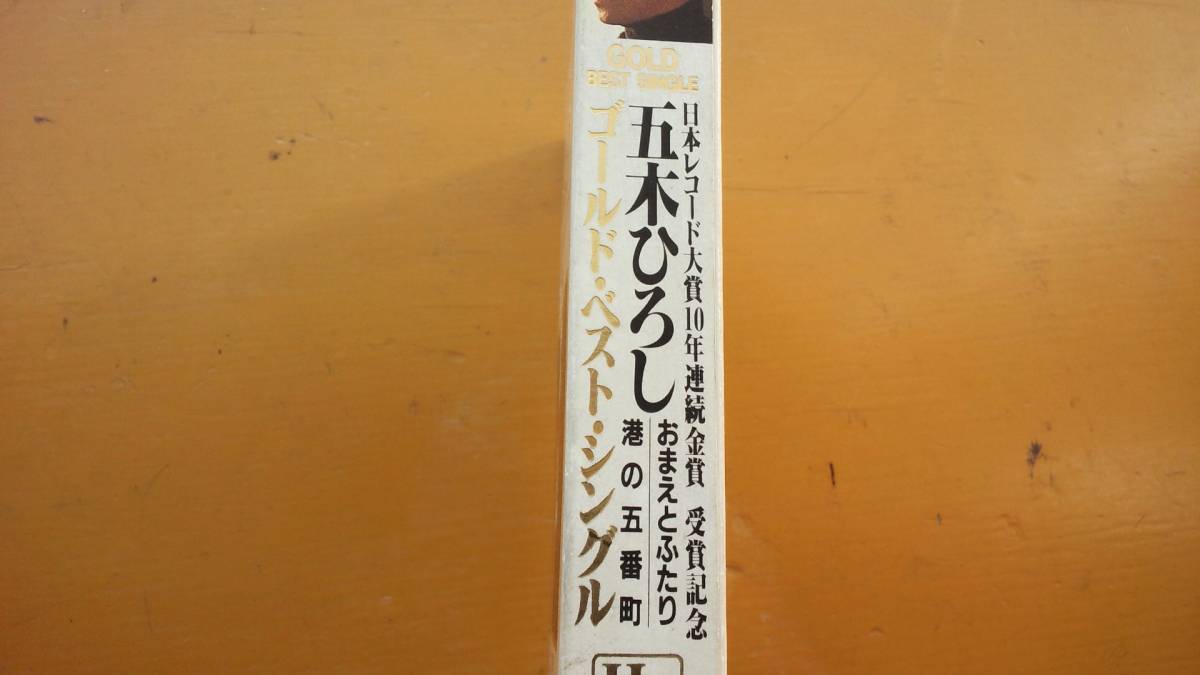 GOLD
BEST SINGLE
日本レコード大賞10年連続金賞 受賞記念
五木ひろし
おまえとふたり
港の五番町
ゴールド・ベスト・シングル